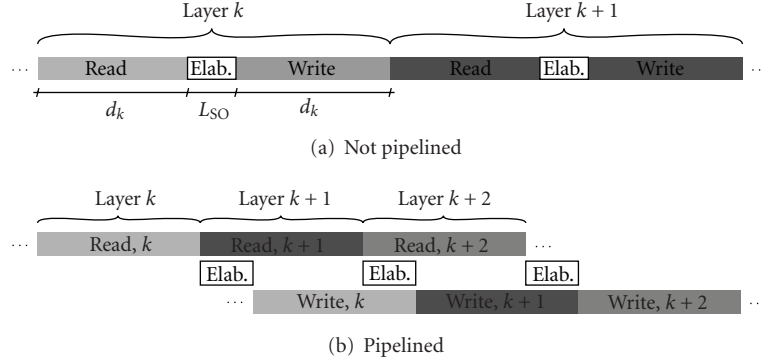 Layer k Layer k + 1
··· Read Elab. Write Read Elab. Write ···
d_k L_SO d_k
(a) Not pipelined
Layer k Layer k + 1 Layer k + 2
··· Read, k Read, k + 1 Read, k + 2 ···
Elab. Elab. Elab.
··· Write, k Write, k + 1 Write, k + 2 ···
(b) Pipelined